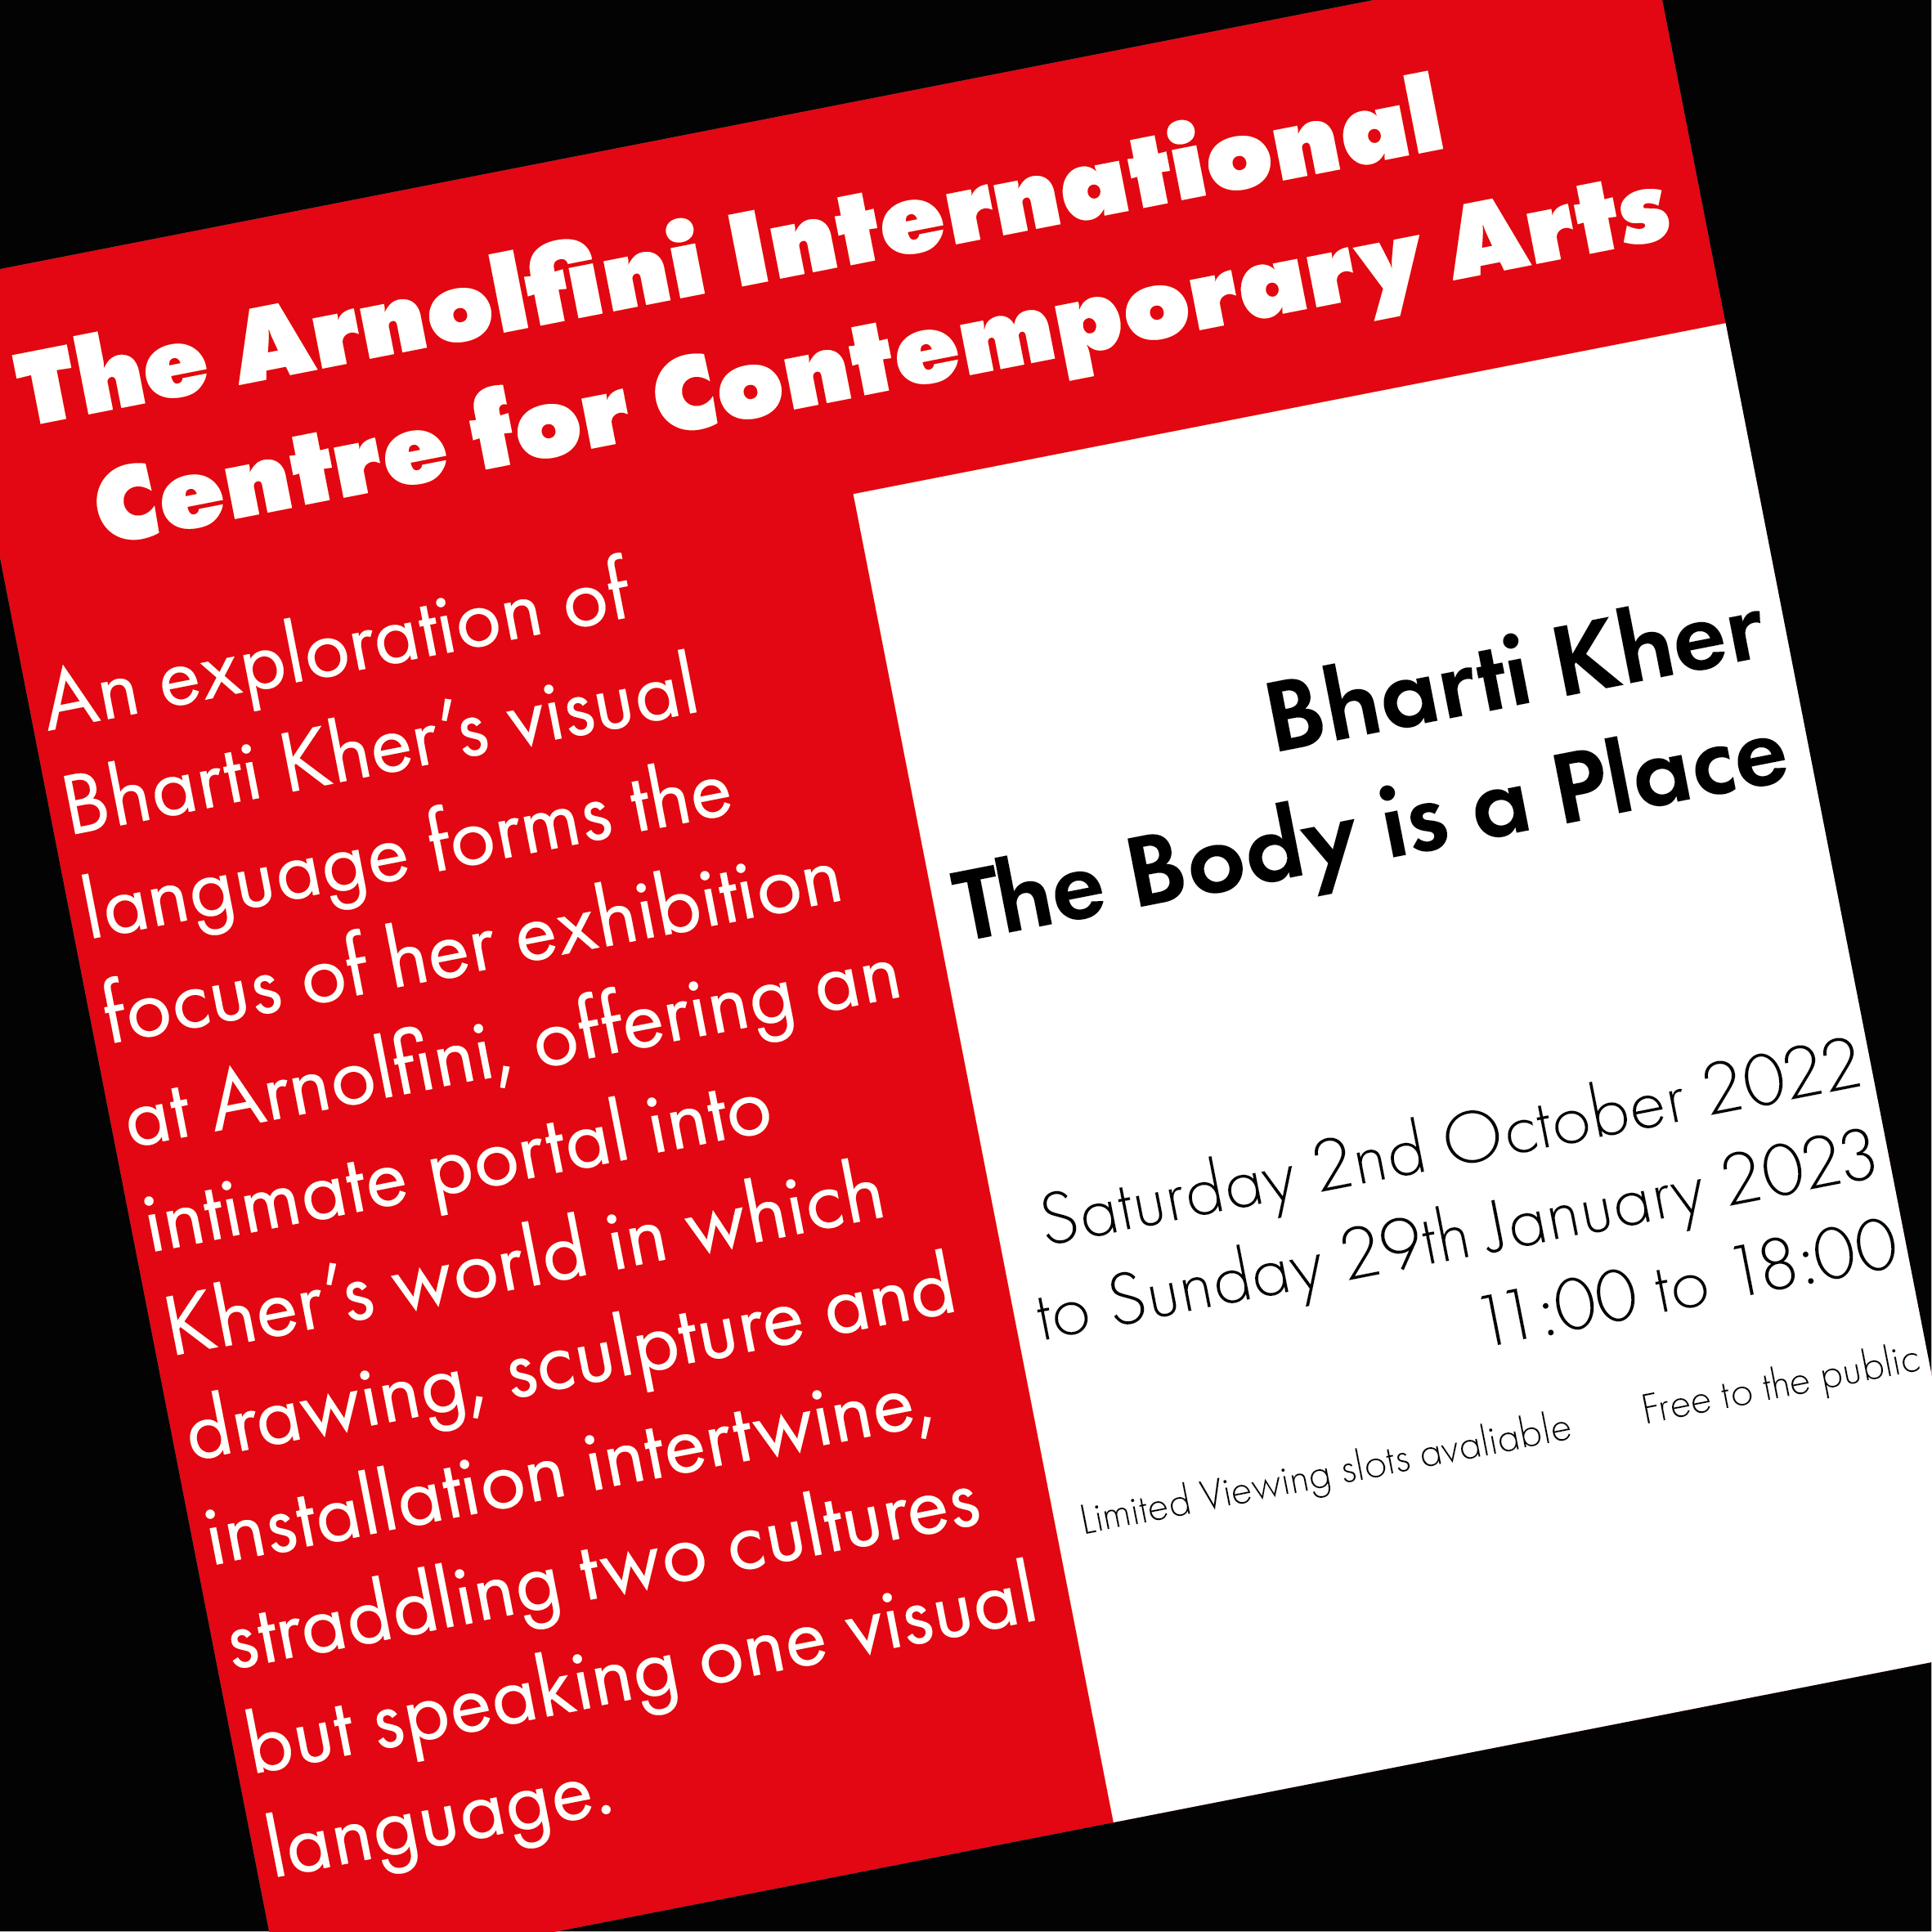 The Arnolfini International
Centre for Contemporary Arts
An exploration of
Bharti Kher's visual
language forms the
focus of her exhibition
at Arnolfini, offering an
intimate portal into
Kher's world in which
drawing, sculpture and
installation intertwine,
straddling two cultures
but speaking one visual
language.
Bharti Kher
The Body is a Place
Saturday 2nd October 2022
to Sunday 29th January 2023
11:00 to 18:00
Limited Viewing slots avaliable Free to the public